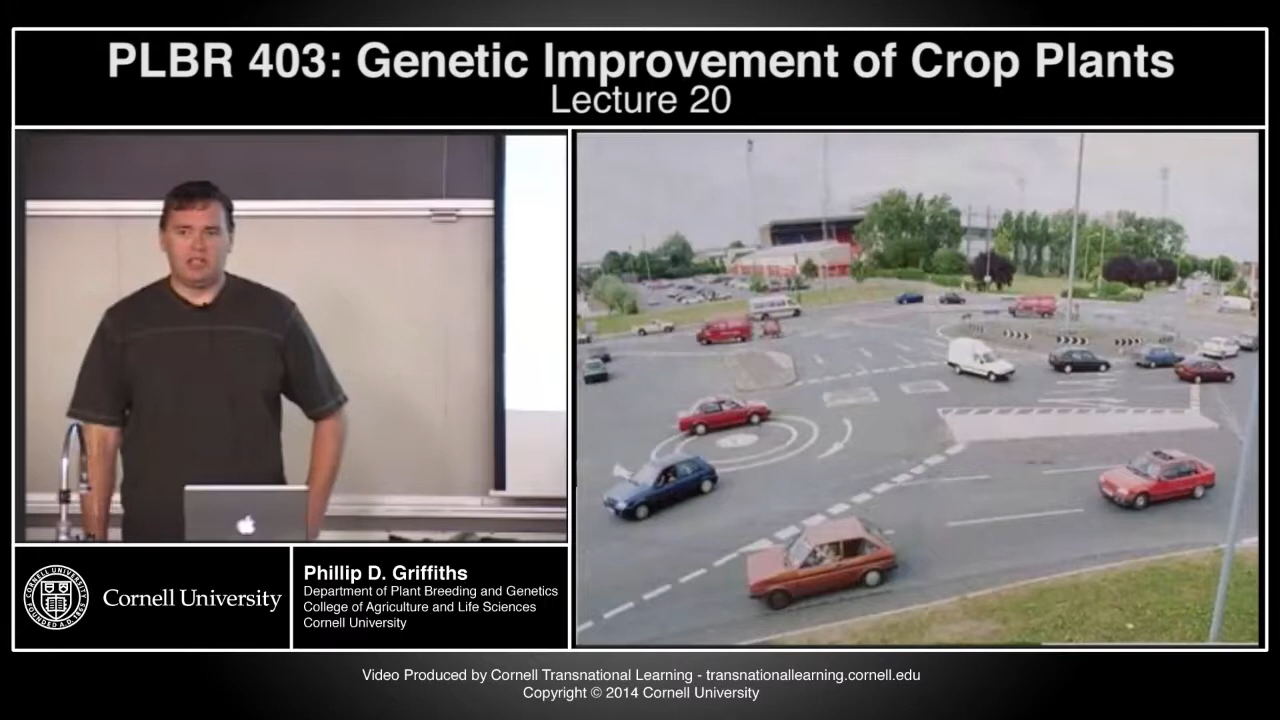 PLBR 403: Genetic Improvement of Crop Plants
Lecture 20
Cornell University
Phillip D. Griffiths
Department of Plant Breeding and Genetics
College of Agriculture and Life Sciences
Cornell University
Video Produced by Cornell Transnational Learning - transnationallearning.cornell.edu
Copyright © 2014 Cornell University